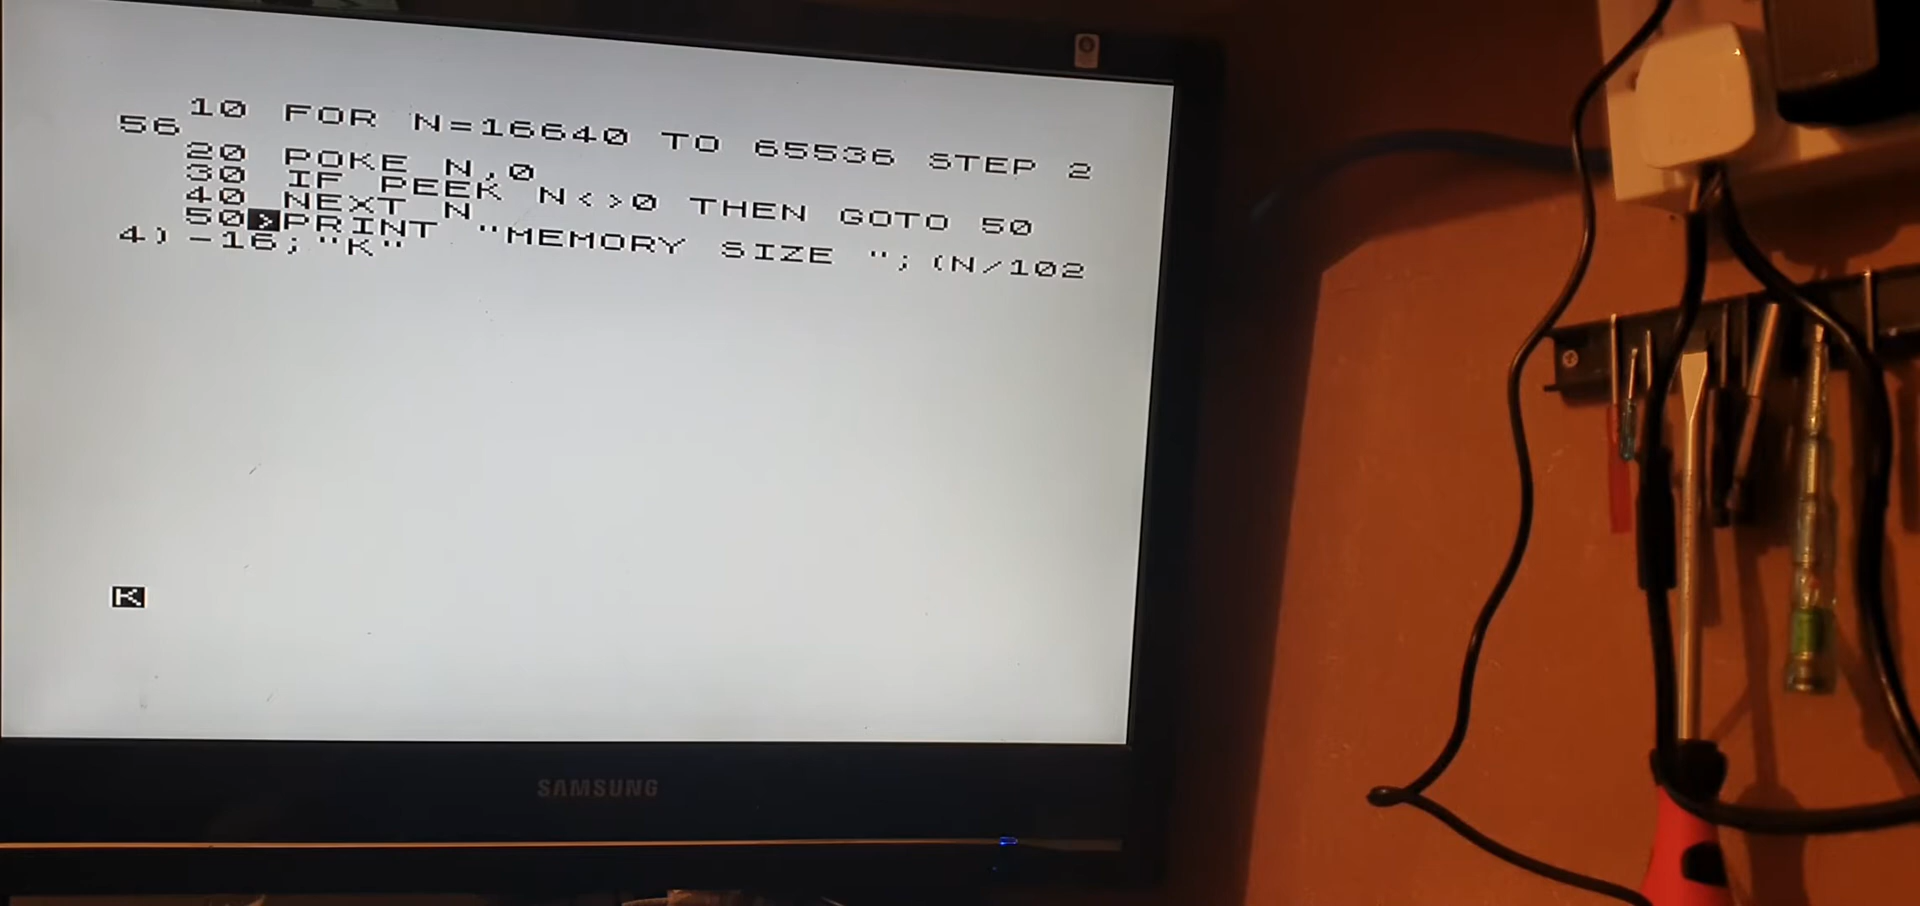 10 FOR N=16640 TO 65536 STEP 2
56
20 POKE N,0
30 IF PEEK N<>0 THEN GOTO 50
40 NEXT N
50>PRINT "MEMORY SIZE ";(N/102
4)-16;"K"
K
SAMSUNG